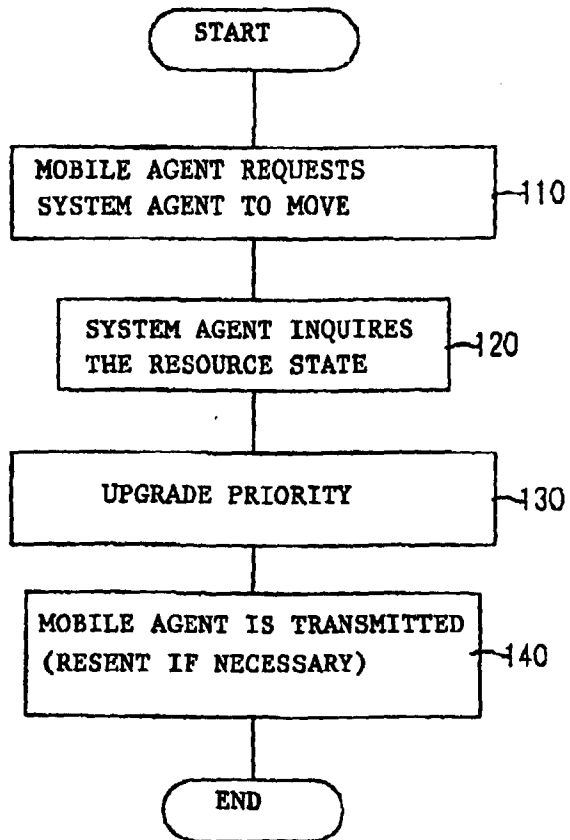 START
MOBILE AGENT REQUESTS
SYSTEM AGENT TO MOVE
110
SYSTEM AGENT INQUIRES
THE RESOURCE STATE
120
UPGRADE PRIORITY
130
MOBILE AGENT IS TRANSMITTED
(RESENT IF NECESSARY)
140
END